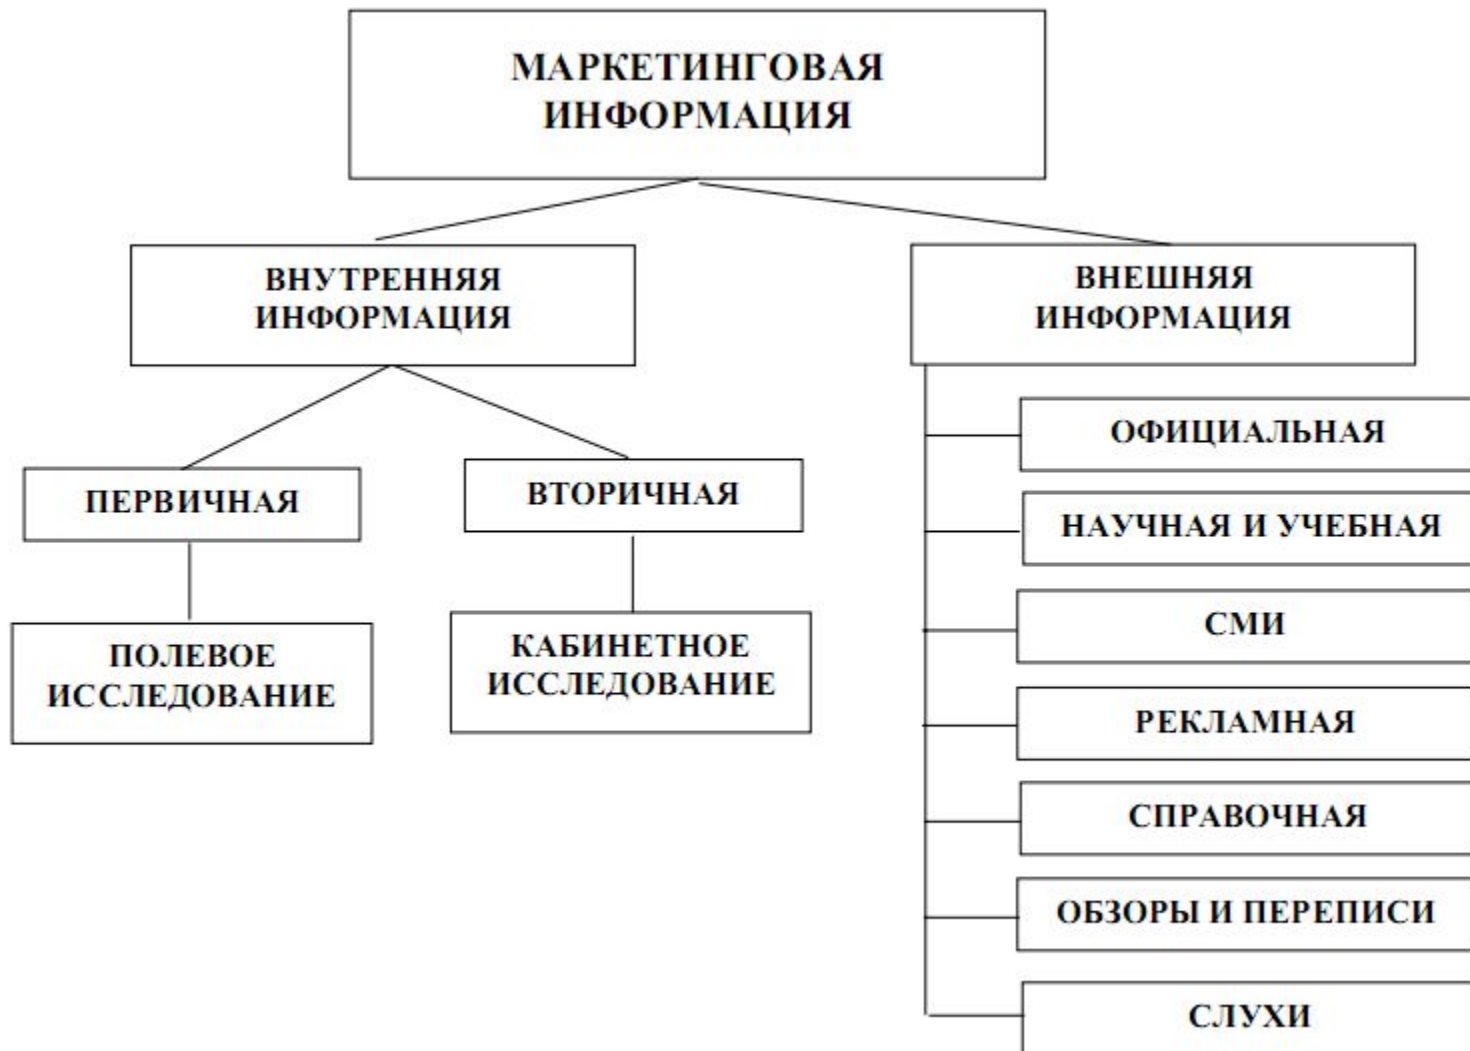 МАРКЕТИНГОВАЯ
ИНФОРМАЦИЯ
ВНУТРЕННЯЯ
ИНФОРМАЦИЯ
ВНЕШНЯЯ
ИНФОРМАЦИЯ
ПЕРВИЧНАЯ
ВТОРИЧНАЯ
ПОЛЕВОЕ
ИССЛЕДОВАНИЕ
КАБИНЕТНОЕ
ИССЛЕДОВАНИЕ
ОФИЦИАЛЬНАЯ
НАУЧНАЯ И УЧЕБНАЯ
СМИ
РЕКЛАМНАЯ
СПРАВОЧНАЯ
ОБЗОРЫ И ПЕРЕПИСИ
СЛУХИ